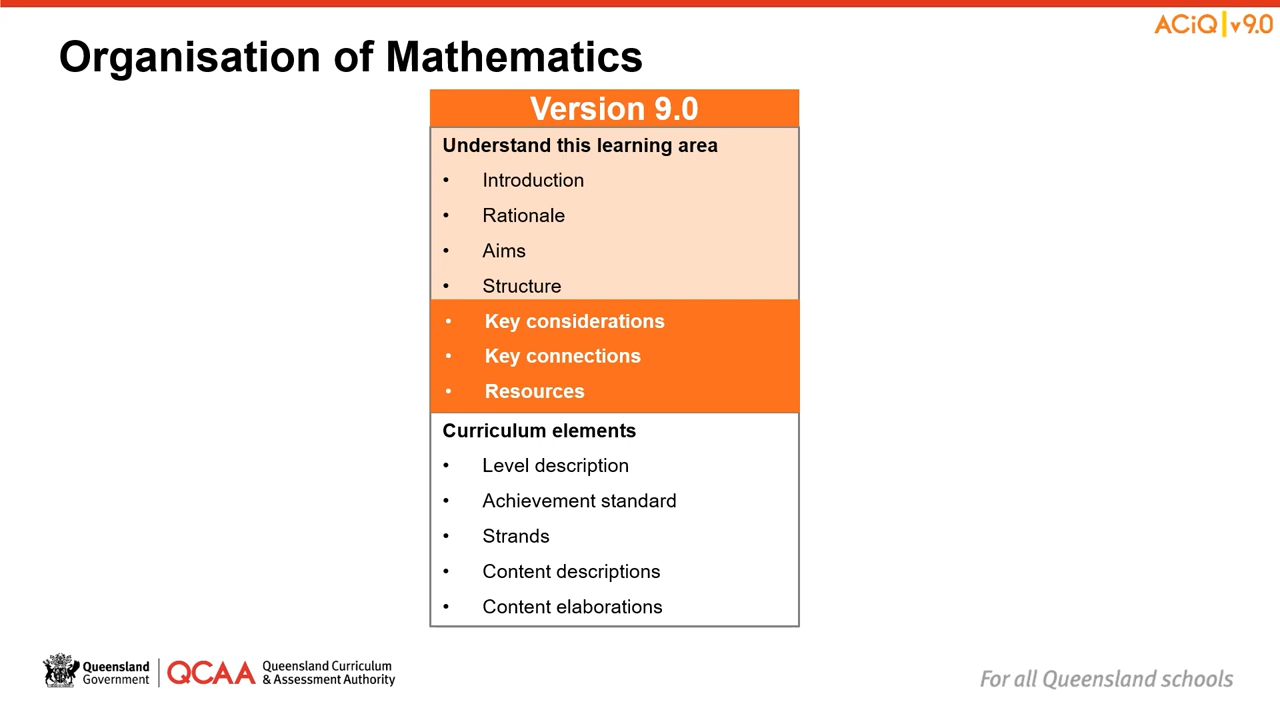 ACiQ v9.0
Organisation of Mathematics
Version 9.0
Understand this learning area
• Introduction
• Rationale
• Aims
• Structure
• Key considerations
• Key connections
• Resources
Curriculum elements
• Level description
• Achievement standard
• Strands
• Content descriptions
• Content elaborations
Queensland
Government
QCAA
Queensland Curriculum
& Assessment Authority
For all Queensland schools